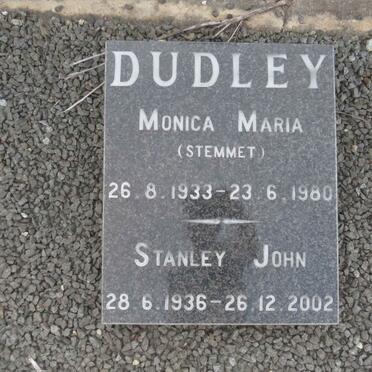 DUDLEY
MONICA MARIA
(STEMMET)
26.8.1933-23.6.1980
STANLEY JOHN
28.6.1936-26.12.2002